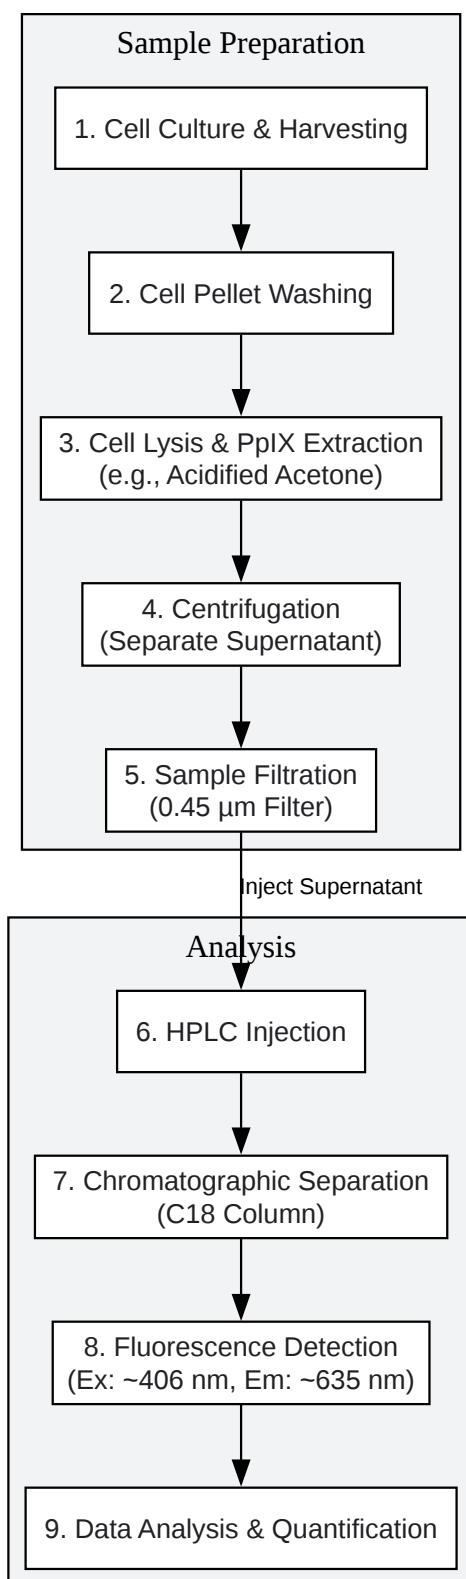 Sample Preparation
1. Cell Culture & Harvesting
2. Cell Pellet Washing
3. Cell Lysis & PpIX Extraction
(e.g., Acidified Acetone)
4. Centrifugation
(Separate Supernatant)
5. Sample Filtration
(0.45 µm Filter)
Inject Supernatant
Analysis
6. HPLC Injection
7. Chromatographic Separation
(C18 Column)
8. Fluorescence Detection
(Ex: ~406 nm, Em: ~635 nm)
9. Data Analysis & Quantification